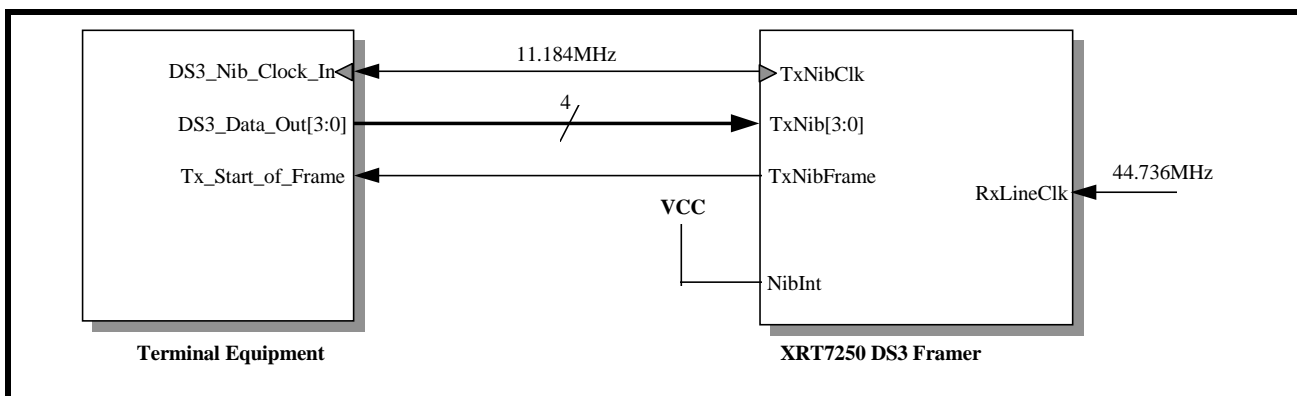 11.184MHz
DS3_Nib_Clock_In
TxNibClk
4
DS3_Data_Out[3:0]
TxNib[3:0]
Tx_Start_of_Frame
TxNibFrame
44.736MHz
RxLineClk
VCC
NibInt
Terminal Equipment
XRT7250 DS3 Framer